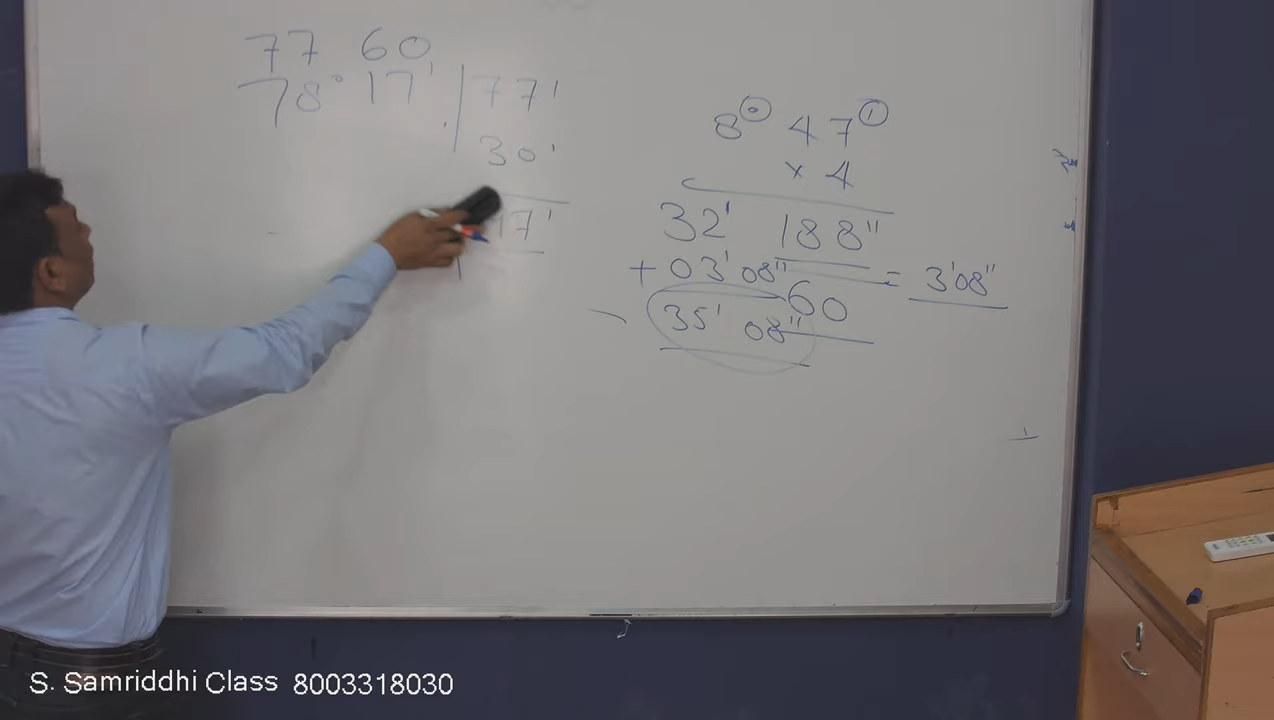 77 60
78° 17' | 77'
30'
17'
8° 47'
x 4
32' 188"
+ 03' 08" 60 = 3'08"
35' 08"
S. Samriddhi Class 8003318030